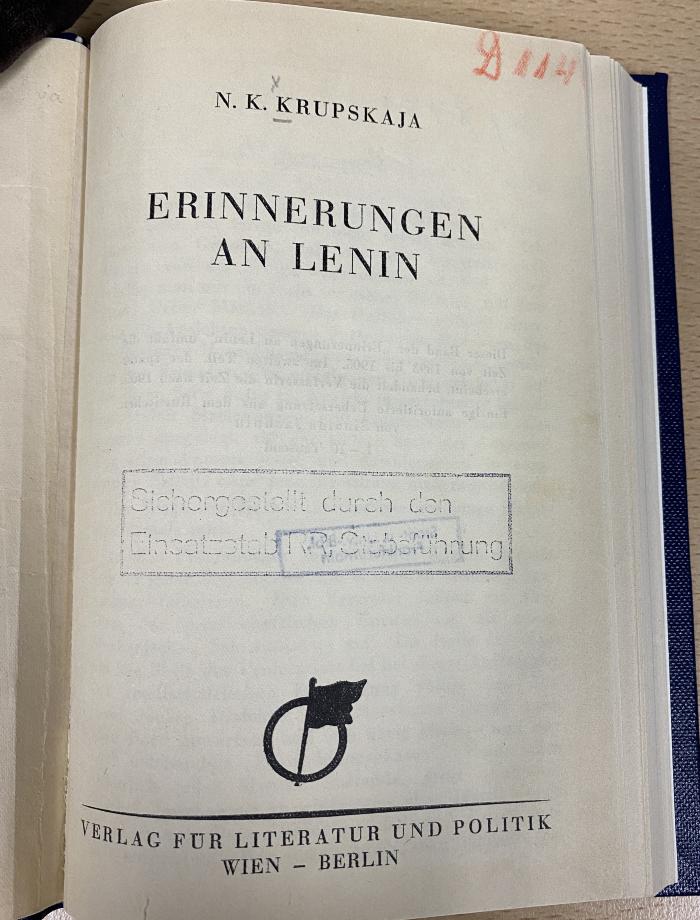 D 114
N. K. KRUPSKAJA
ERINNERUNGEN
AN LENIN
Sichergestellt durch den
Einsatzstab RR, Stabsführung
VERLAG FÜR LITERATUR UND POLITIK
WIEN – BERLIN